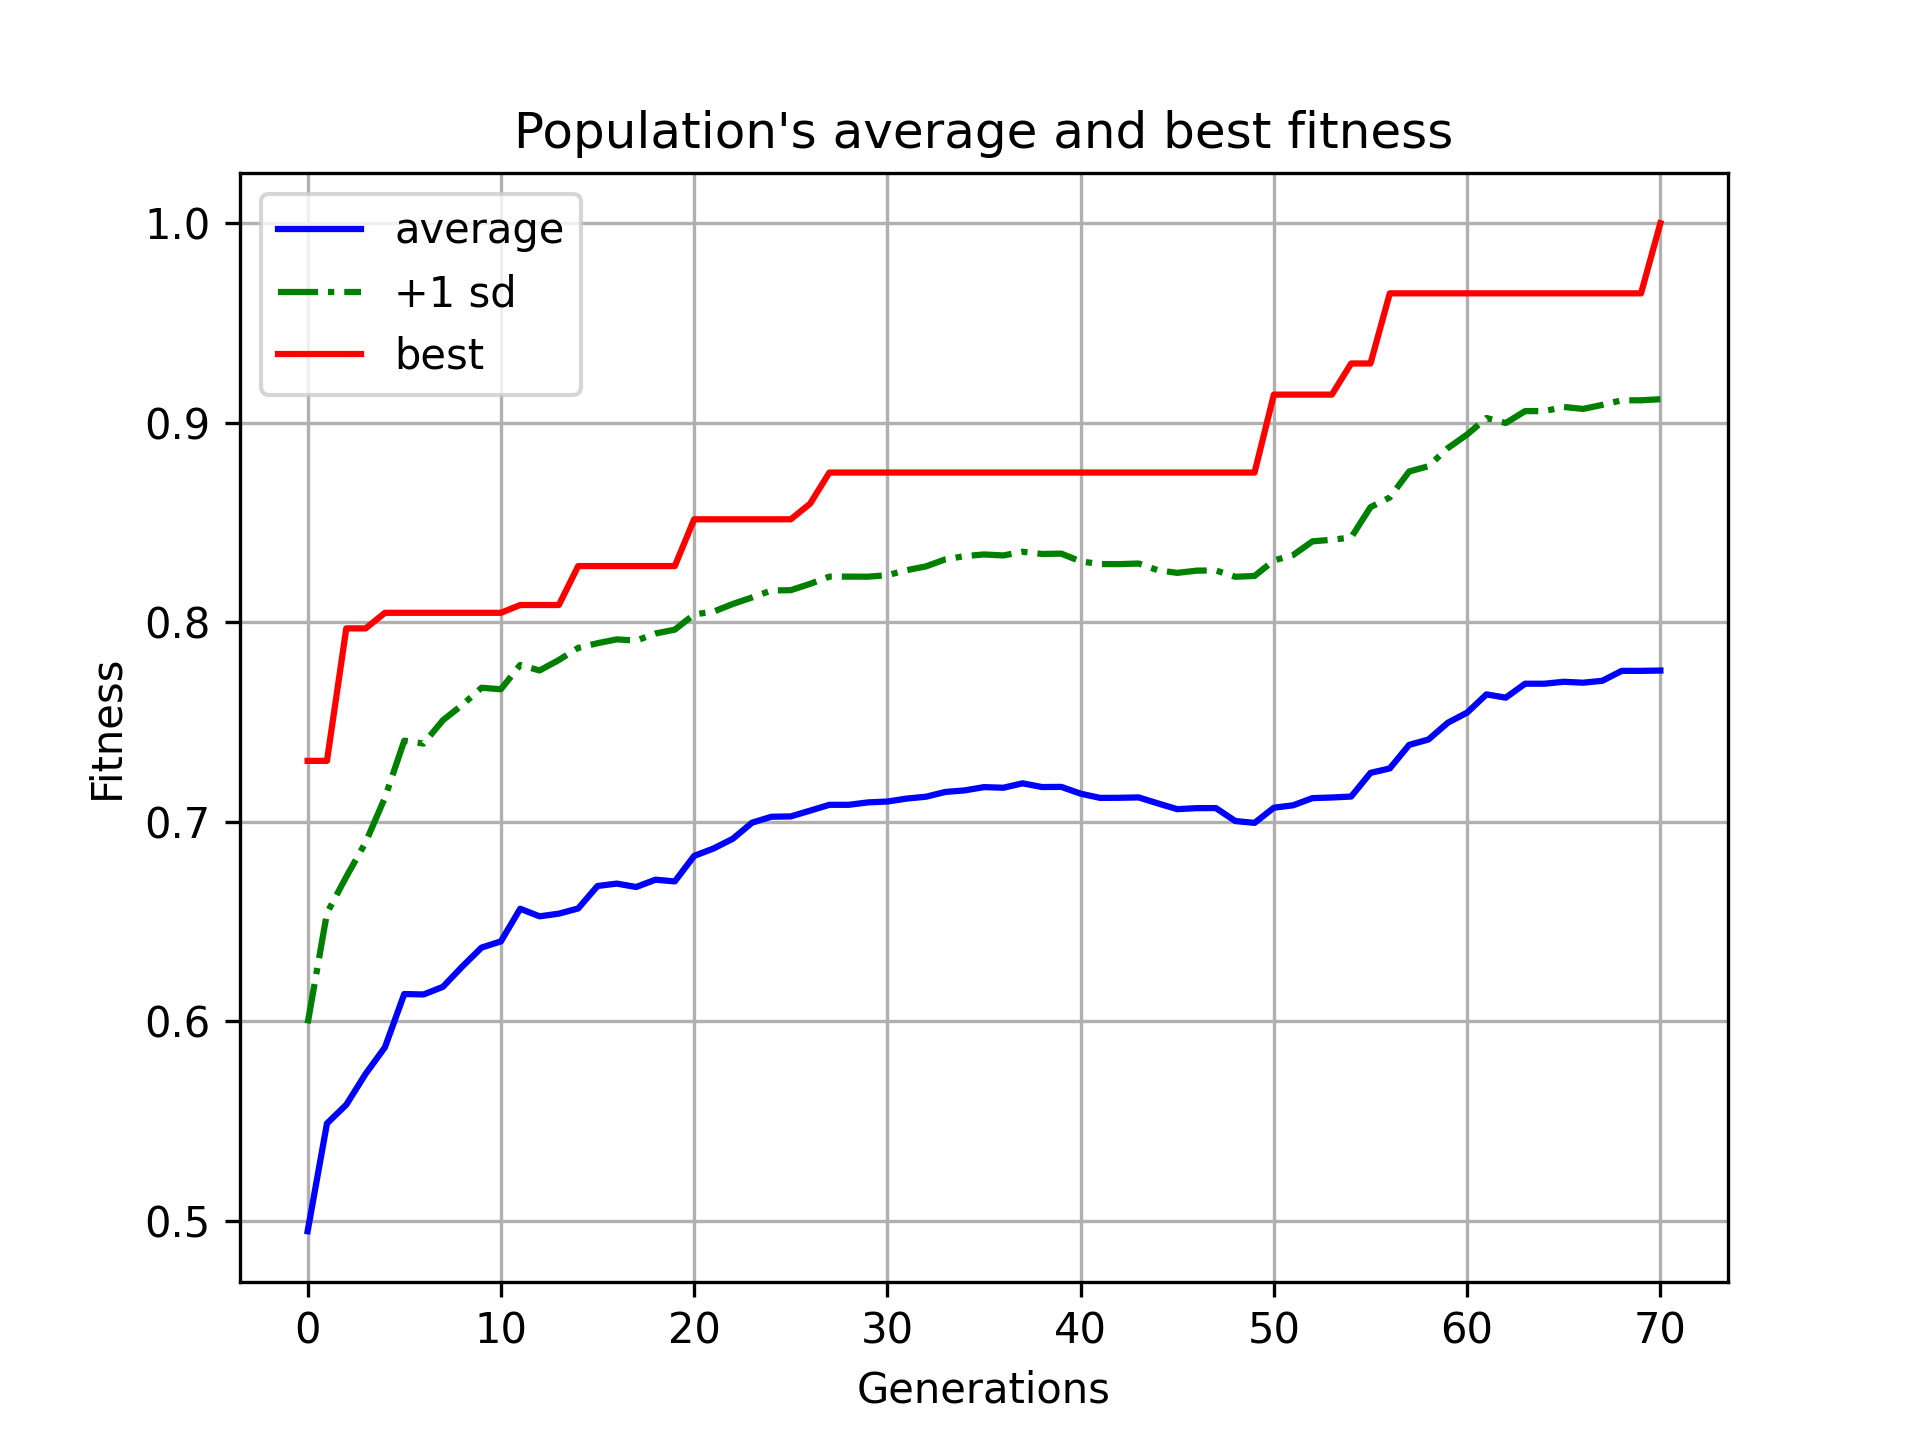 Population's average and best fitness
average
+1 sd
best
1.0
0.9
0.8
0.7
0.6
0.5
Fitness
0 10 20 30 40 50 60 70
Generations